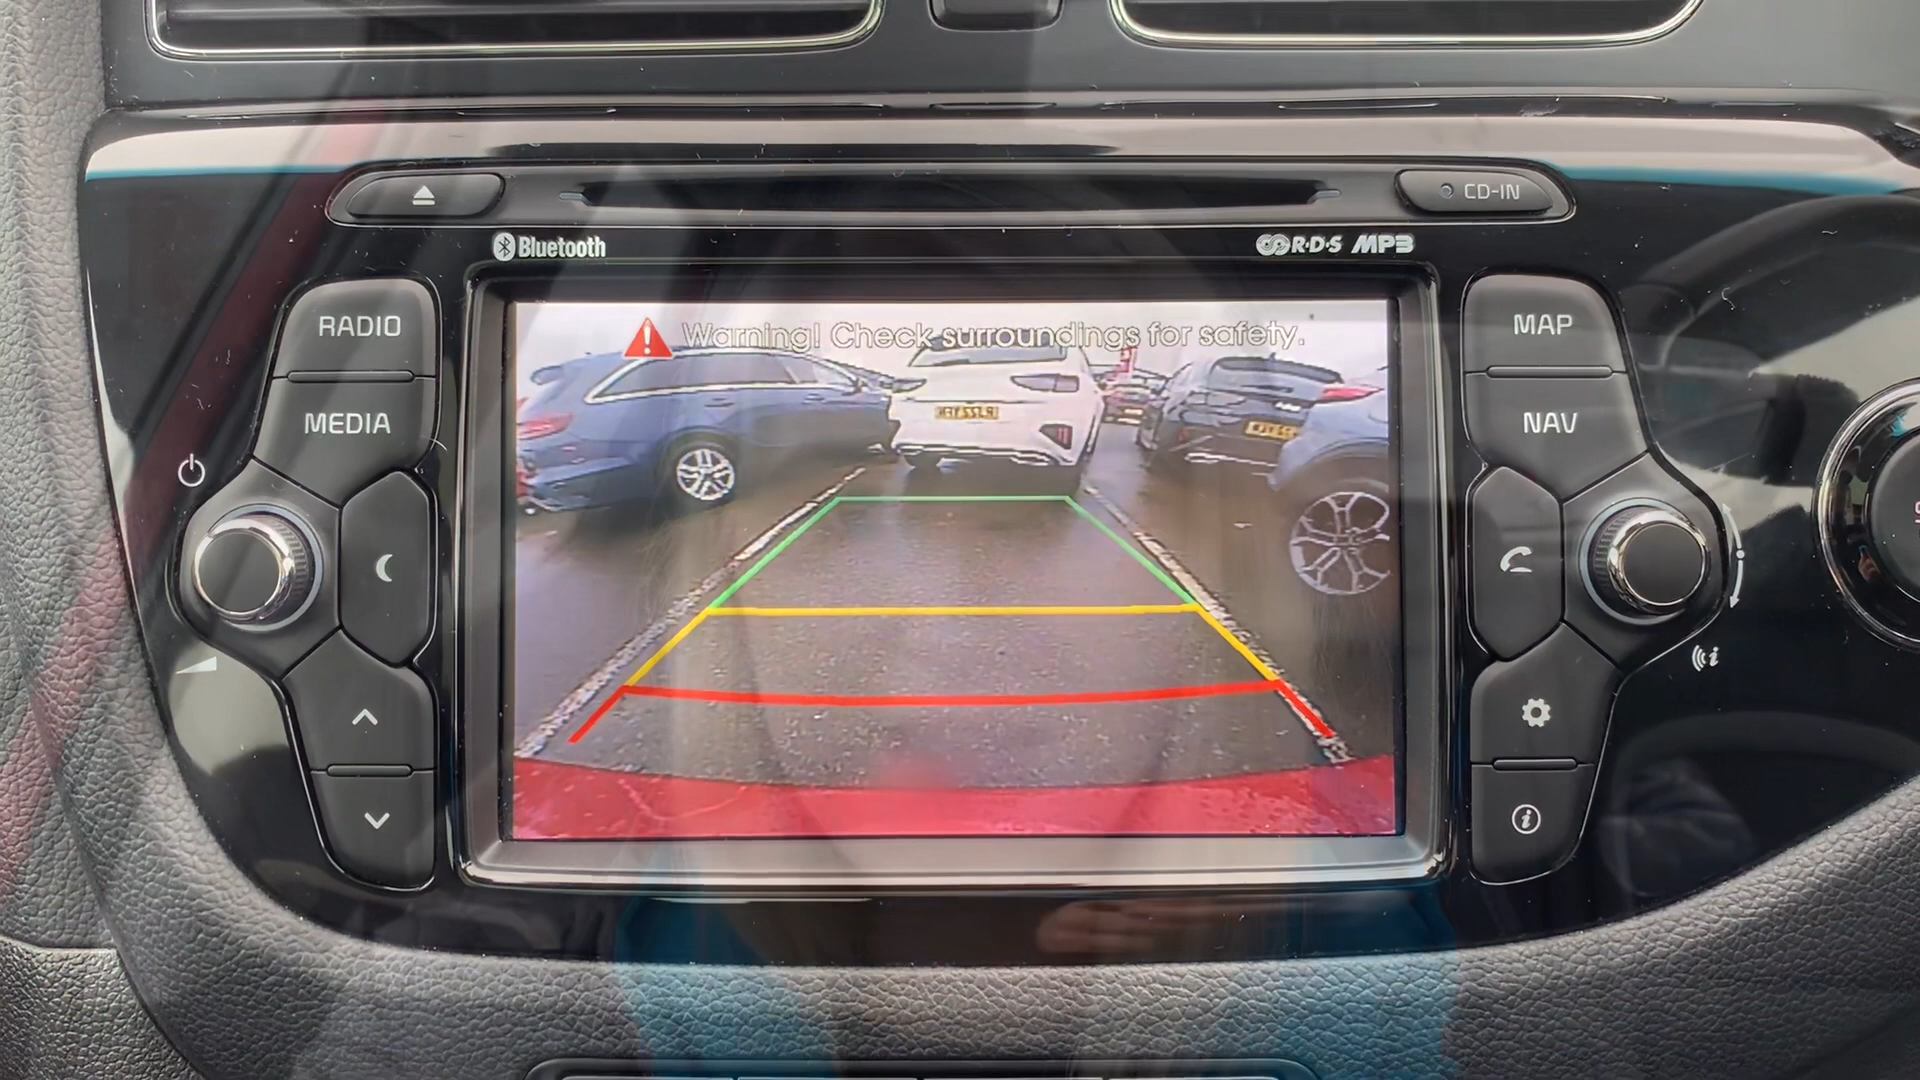 CD-IN
Bluetooth
R·D·S MP3
RADIO
MAP
Warning! Check surroundings for safety.
MEDIA
NAV